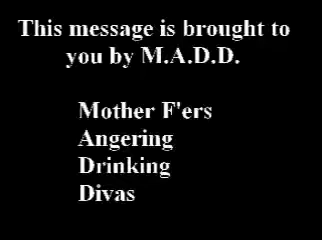 This message is brought to
you by M.A.D.D.
Mother F'ers
Angering
Drinking
Divas